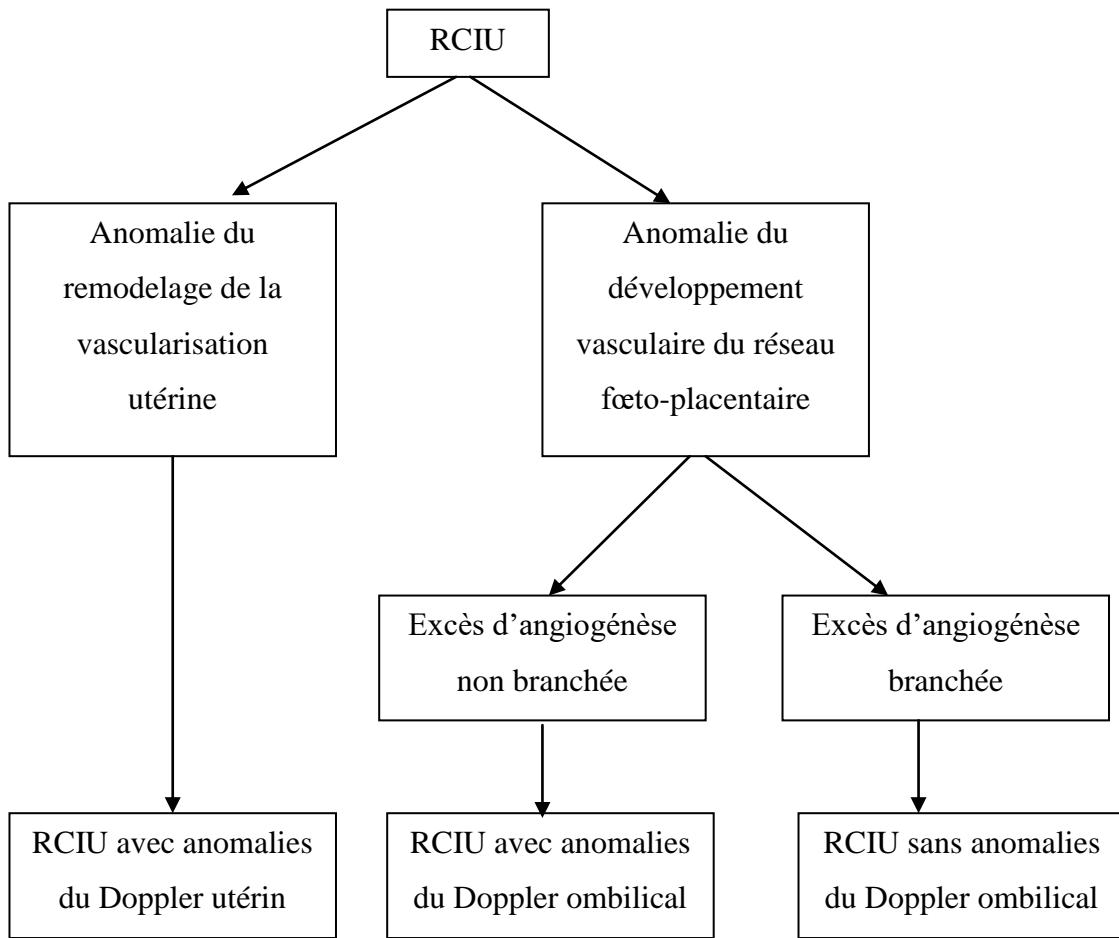 RCIU
Anomalie du
remodelage de la
vascularisation
utérine
Anomalie du
développement
vasculaire du réseau
fœto-placentaire
Excès d’angiogénèse
non branchée
Excès d’angiogénèse
branchée
RCIU avec anomalies
du Doppler utérin
RCIU avec anomalies
du Doppler ombilical
RCIU sans anomalies
du Doppler ombilical